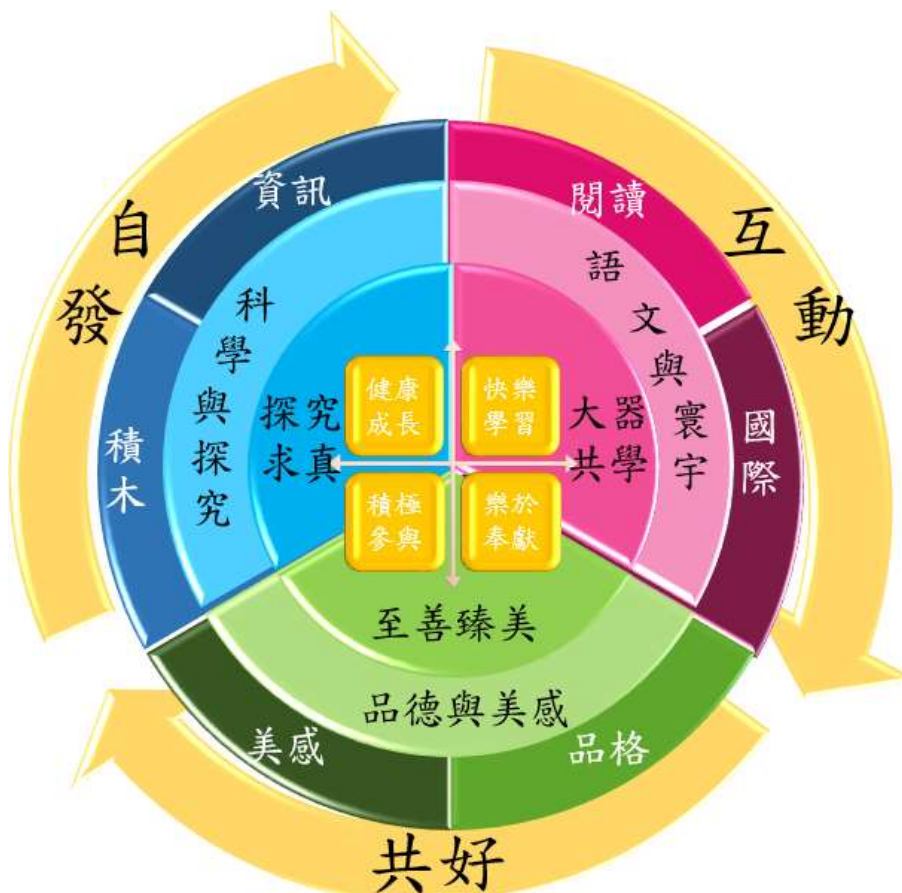 自發
互動
共好
資訊
積木
閱讀
國際
美感
品格
科學與探究
語文與寰宇
品德與美感
探究
求真
大器
共學
至善臻美
健康
成長
快樂
學習
積極
參與
樂於
奉獻